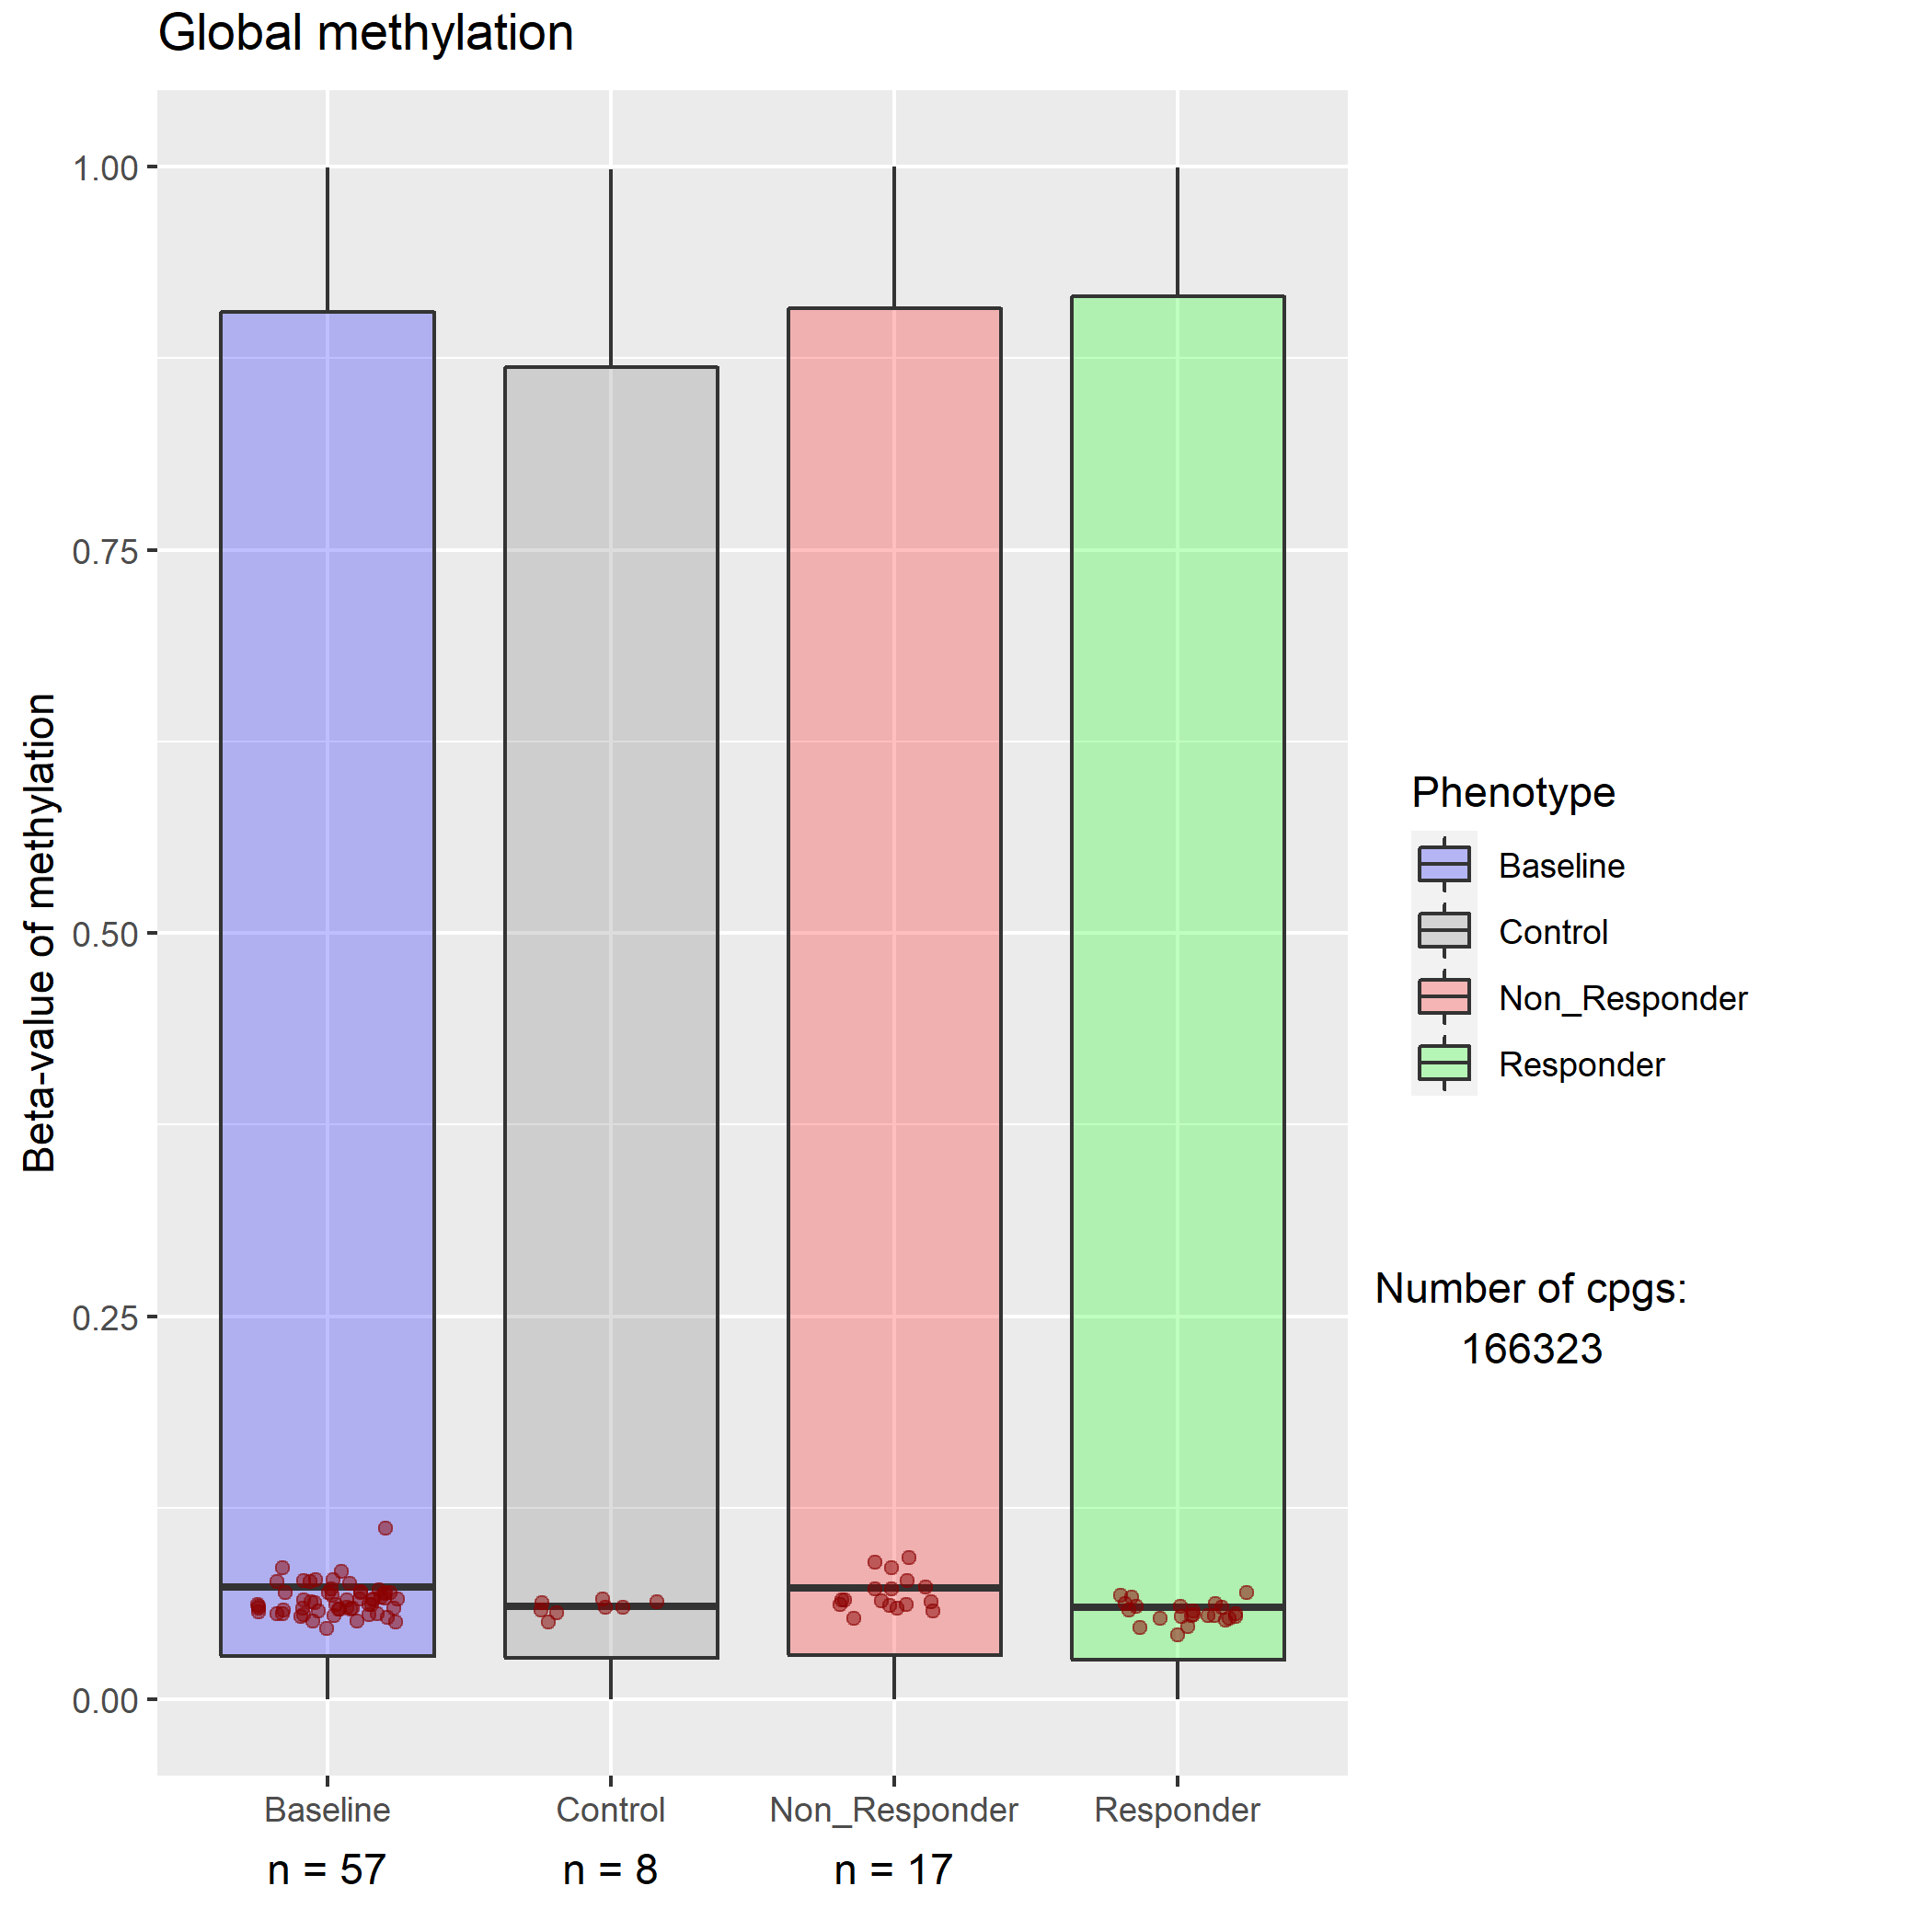 Global methylation
Beta-value of methylation
1.00
0.75
0.50
0.25
0.00
Baseline
Control
Non_Responder
Responder
n = 57
n = 8
n = 17
Phenotype
Baseline
Control
Non_Responder
Responder
Number of cpgs:
166323